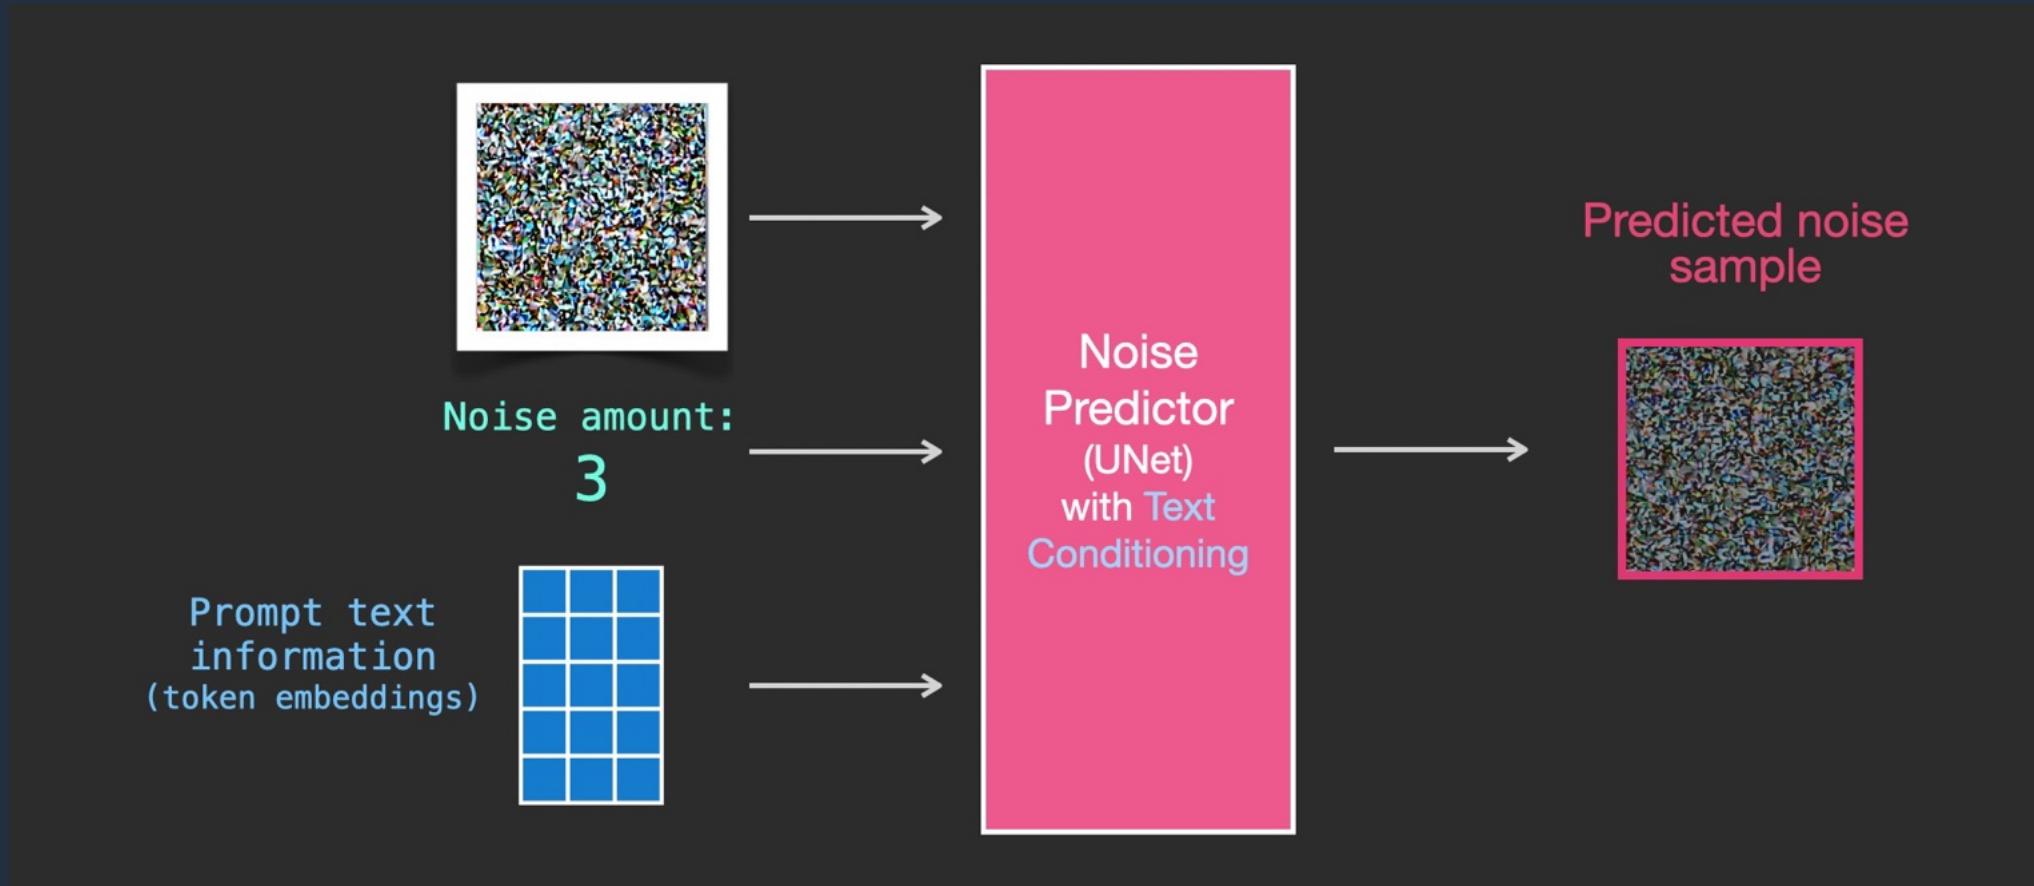 Noise amount:
3
Prompt text
information
(token embeddings)
Noise
Predictor
(UNet)
with Text
Conditioning
Predicted noise
sample